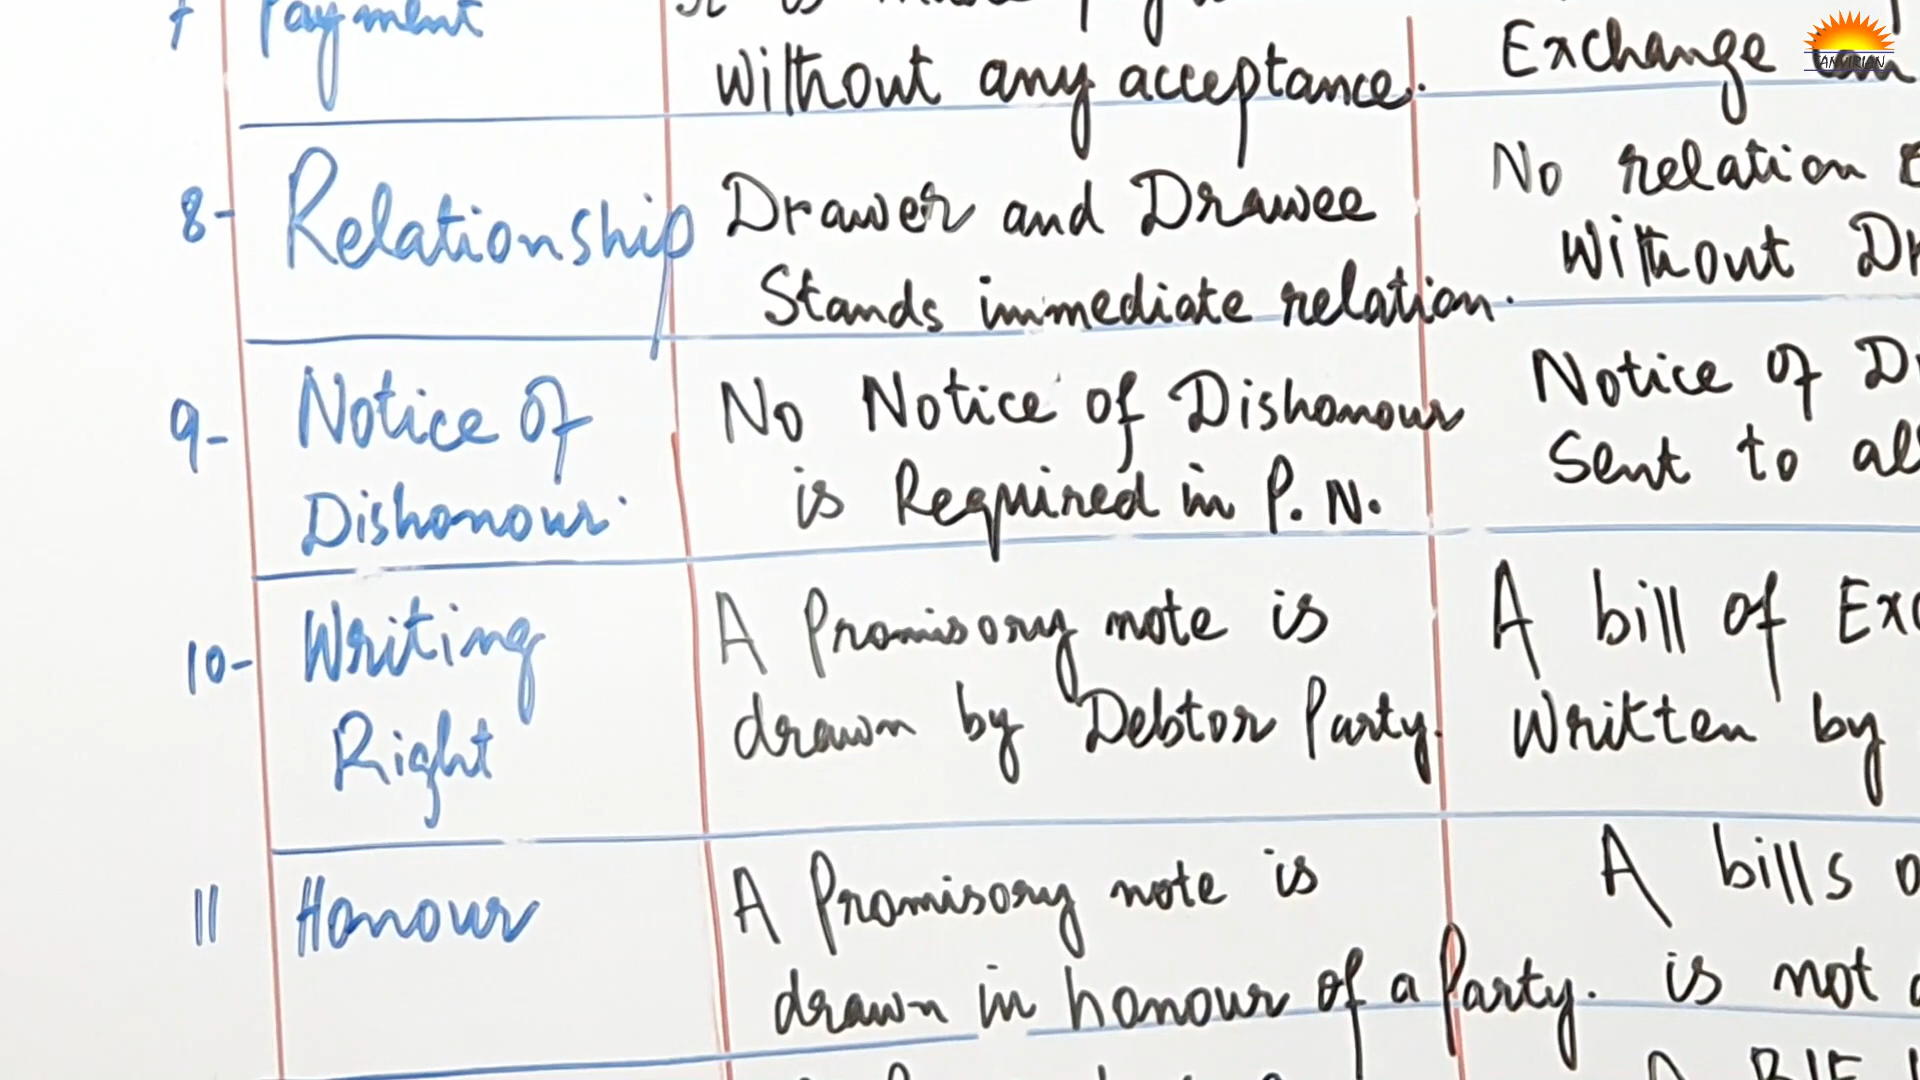 7 Payment
without any acceptance.
Exchange can
8- Relationship
Drawer and Drawee
Stands immediate relation.
No relation
without
9- Notice of
Dishonour
No Notice of Dishonour
is Required in P. N.
Notice of
Sent to
10- Writing
Right
A Promisory note is
drawn by Debtor Party.
A bill of
written by
11 Honour
A Promisory note is
drawn in honour of a Party.
A bills
is not
ANVIRIAN